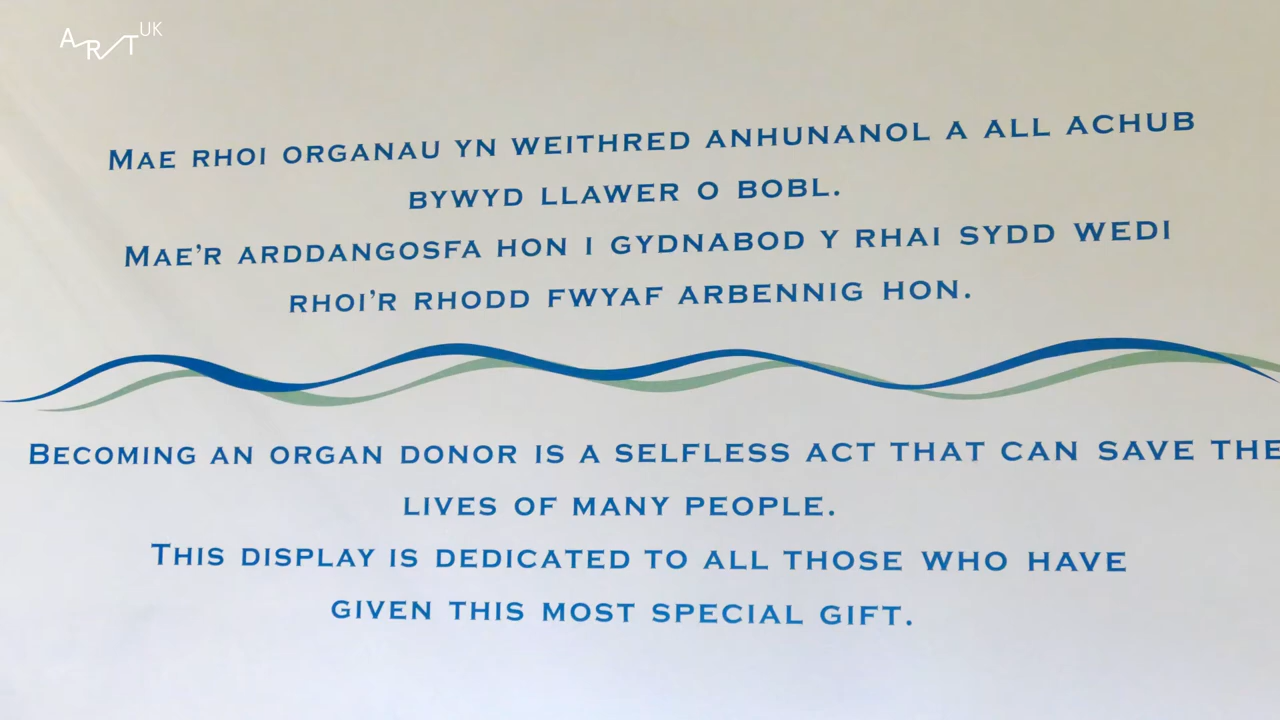 ART UK
MAE RHOI ORGANAU YN WEITHRED ANHUNANOL A ALL ACHUB
BYWYD LLAWER O BOBL.
MAE'R ARDDANGOSFA HON I GYDNABOD Y RHAI SYDD WEDI
RHOI'R RHODD FWYAF ARBENNIG HON.
BECOMING AN ORGAN DONOR IS A SELFLESS ACT THAT CAN SAVE THE
LIVES OF MANY PEOPLE.
THIS DISPLAY IS DEDICATED TO ALL THOSE WHO HAVE
GIVEN THIS MOST SPECIAL GIFT.